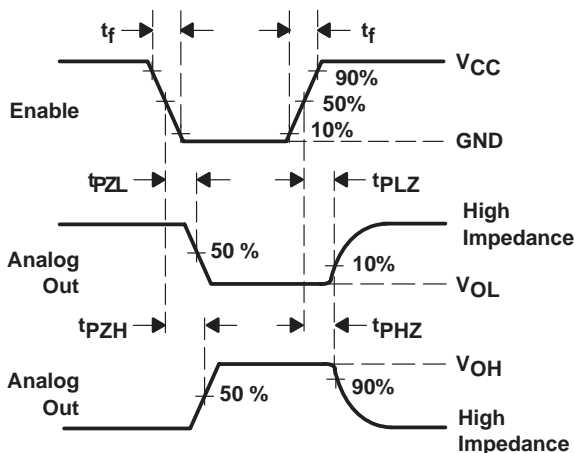 tf
tf
VCC
90%
50%
10%
Enable
GND
tPZL
tPLZ
High
Impedance
50 %
10%
Analog
Out
VOL
tPZH
tPHZ
VOH
Analog
Out
50 %
90%
High
Impedance